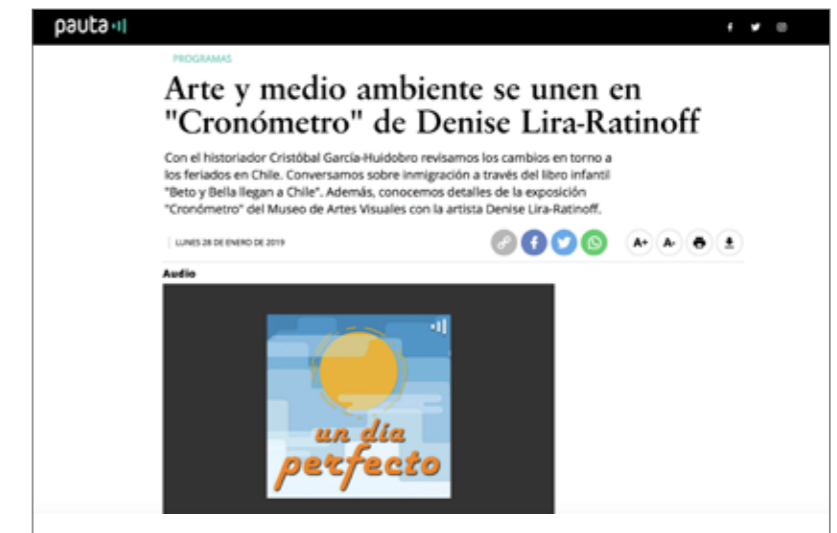 pauta
PROGRAMAS
Arte y medio ambiente se unen en
"Cronómetro" de Denise Lira-Ratinoff
Con el historiador Cristóbal García-Huidobro revisamos los cambios en torno a
los feriados en Chile. Conversamos sobre inmigración a través del libro infantil
"Beto y Bella llegan a Chile". Además, conocemos detalles de la exposición
"Cronómetro" del Museo de Artes Visuales con la artista Denise Lira-Ratinoff.
LUNES 28 DE ENERO DE 2019
A+ A-
Audio
un día
perfecto